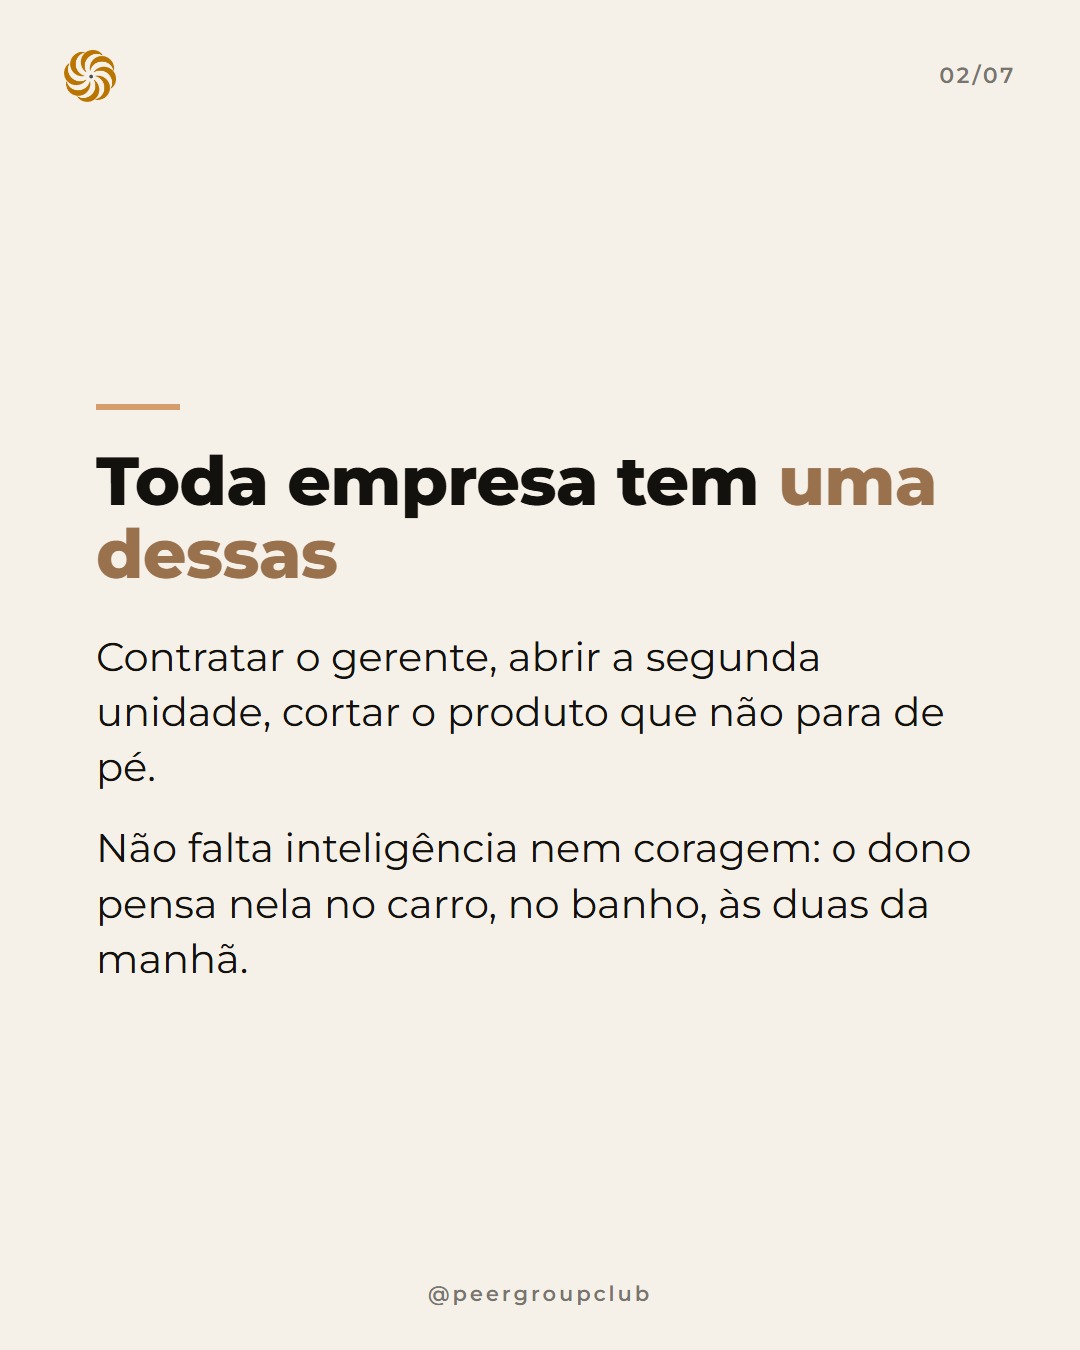 02/07
Toda empresa tem uma
dessas
Contratar o gerente, abrir a segunda
unidade, cortar o produto que não para de
pé.
Não falta inteligência nem coragem: o dono
pensa nela no carro, no banho, às duas da
manhã.
@peergroupclub